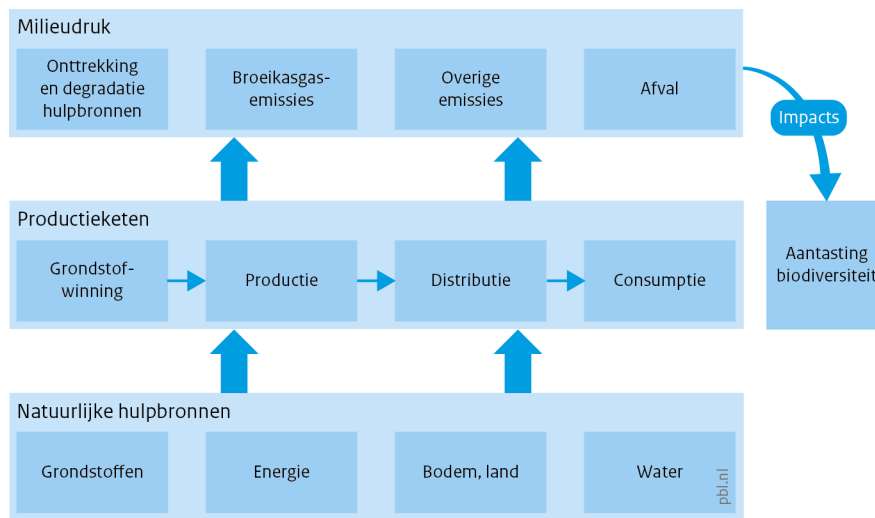 Milieudruk
Onttrekking
en degradatie
hulpbronnen
Broeikasgas-
emissies
Overige
emissies
Afval
Impacts
Productieketen
Grondstof-
winning
Productie
Distributie
Consumptie
Aantasting
biodiversiteit
Natuurlijke hulpbronnen
Grondstoffen
Energie
Bodem, land
Water
pbl.nl